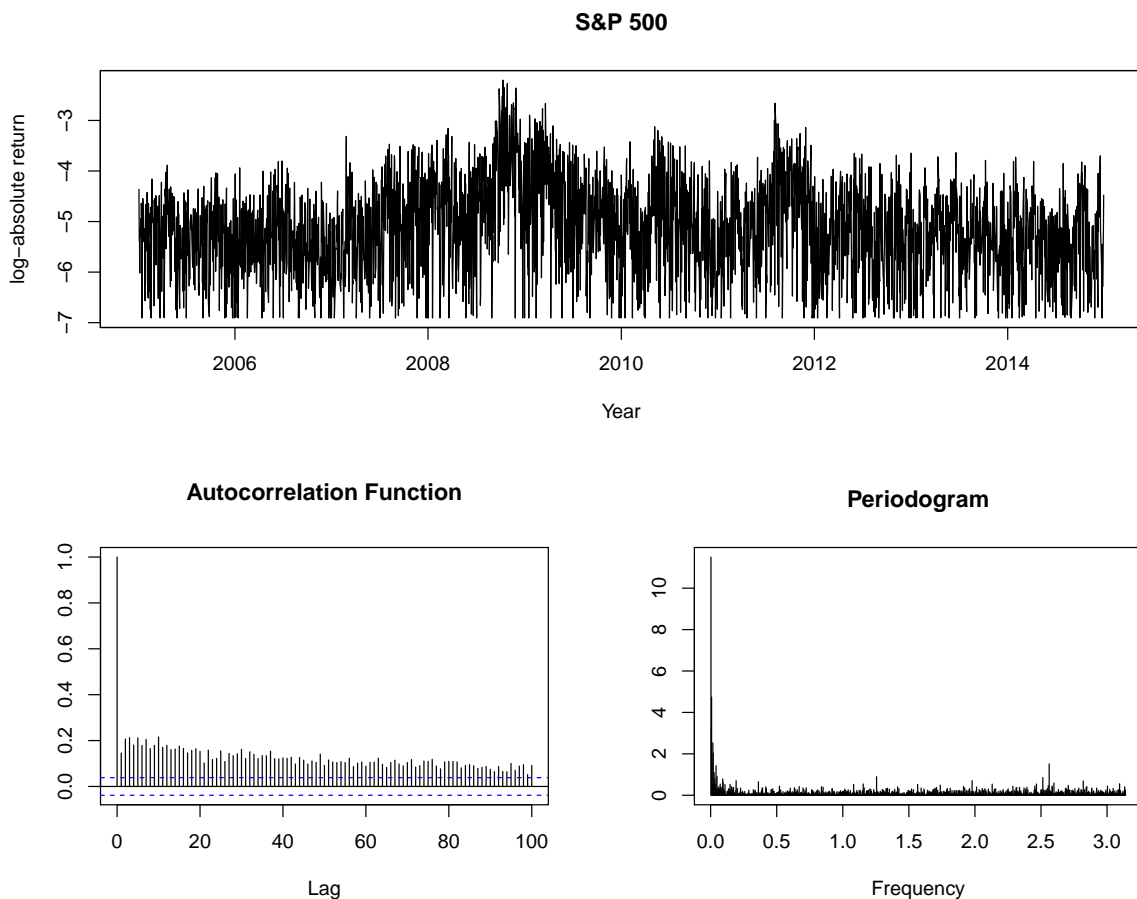 S&P 500
log−absolute return
−3
−4
−5
−6
−7
2006 2008 2010 2012 2014
Year
Autocorrelation Function
1.0
0.8
0.6
0.4
0.2
0.0
0 20 40 60 80 100
Lag
Periodogram
10
8
6
4
2
0
0.0 0.5 1.0 1.5 2.0 2.5 3.0
Frequency